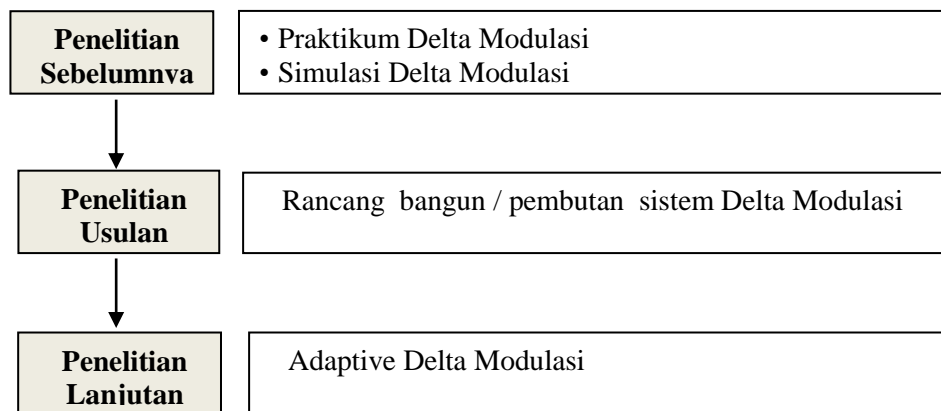 Penelitian
Sebelumnya
• Praktikum Delta Modulasi
• Simulasi Delta Modulasi
Penelitian
Usulan
Rancang bangun / pembutan sistem Delta Modulasi
Penelitian
Lanjutan
Adaptive Delta Modulasi